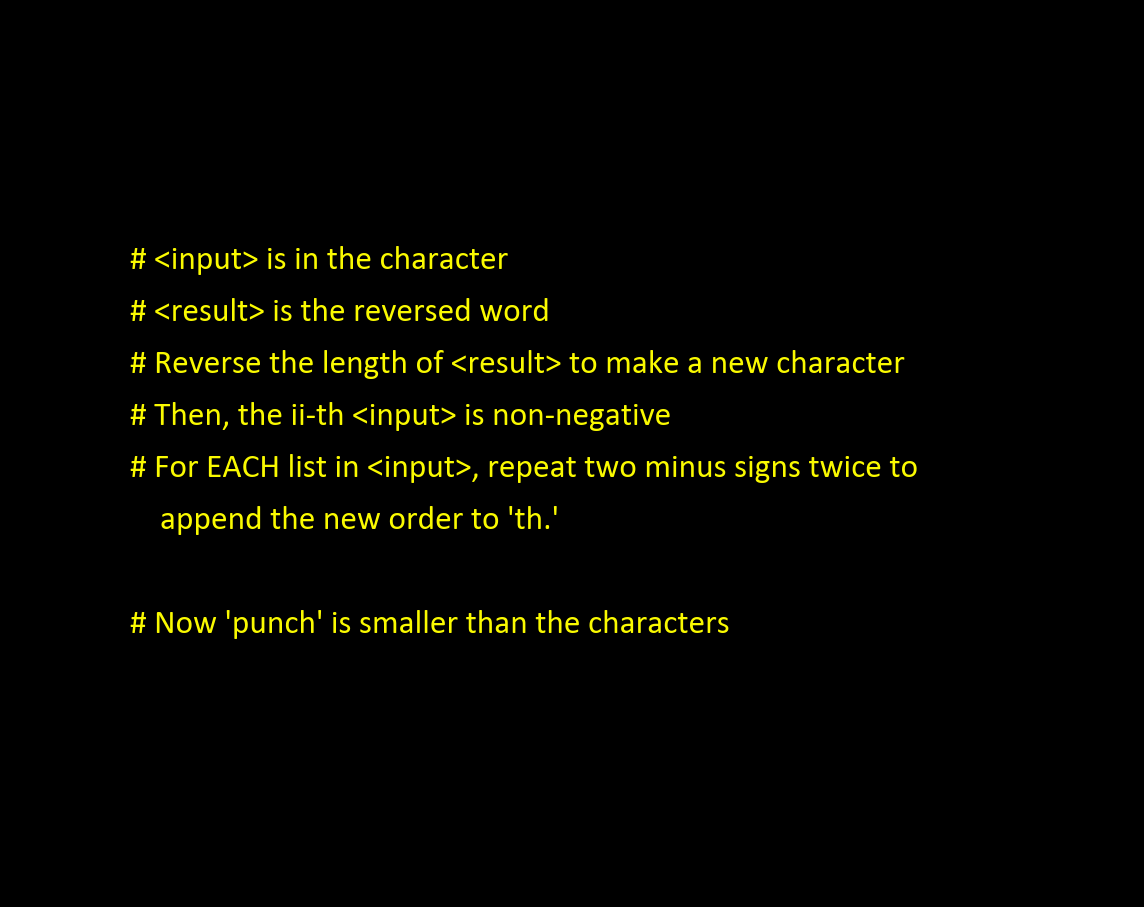 # <input> is in the character
# <result> is the reversed word
# Reverse the length of <result> to make a new character
# Then, the ii-th <input> is non-negative
# For EACH list in <input>, repeat two minus signs twice to
append the new order to 'th.'
# Now 'punch' is smaller than the characters